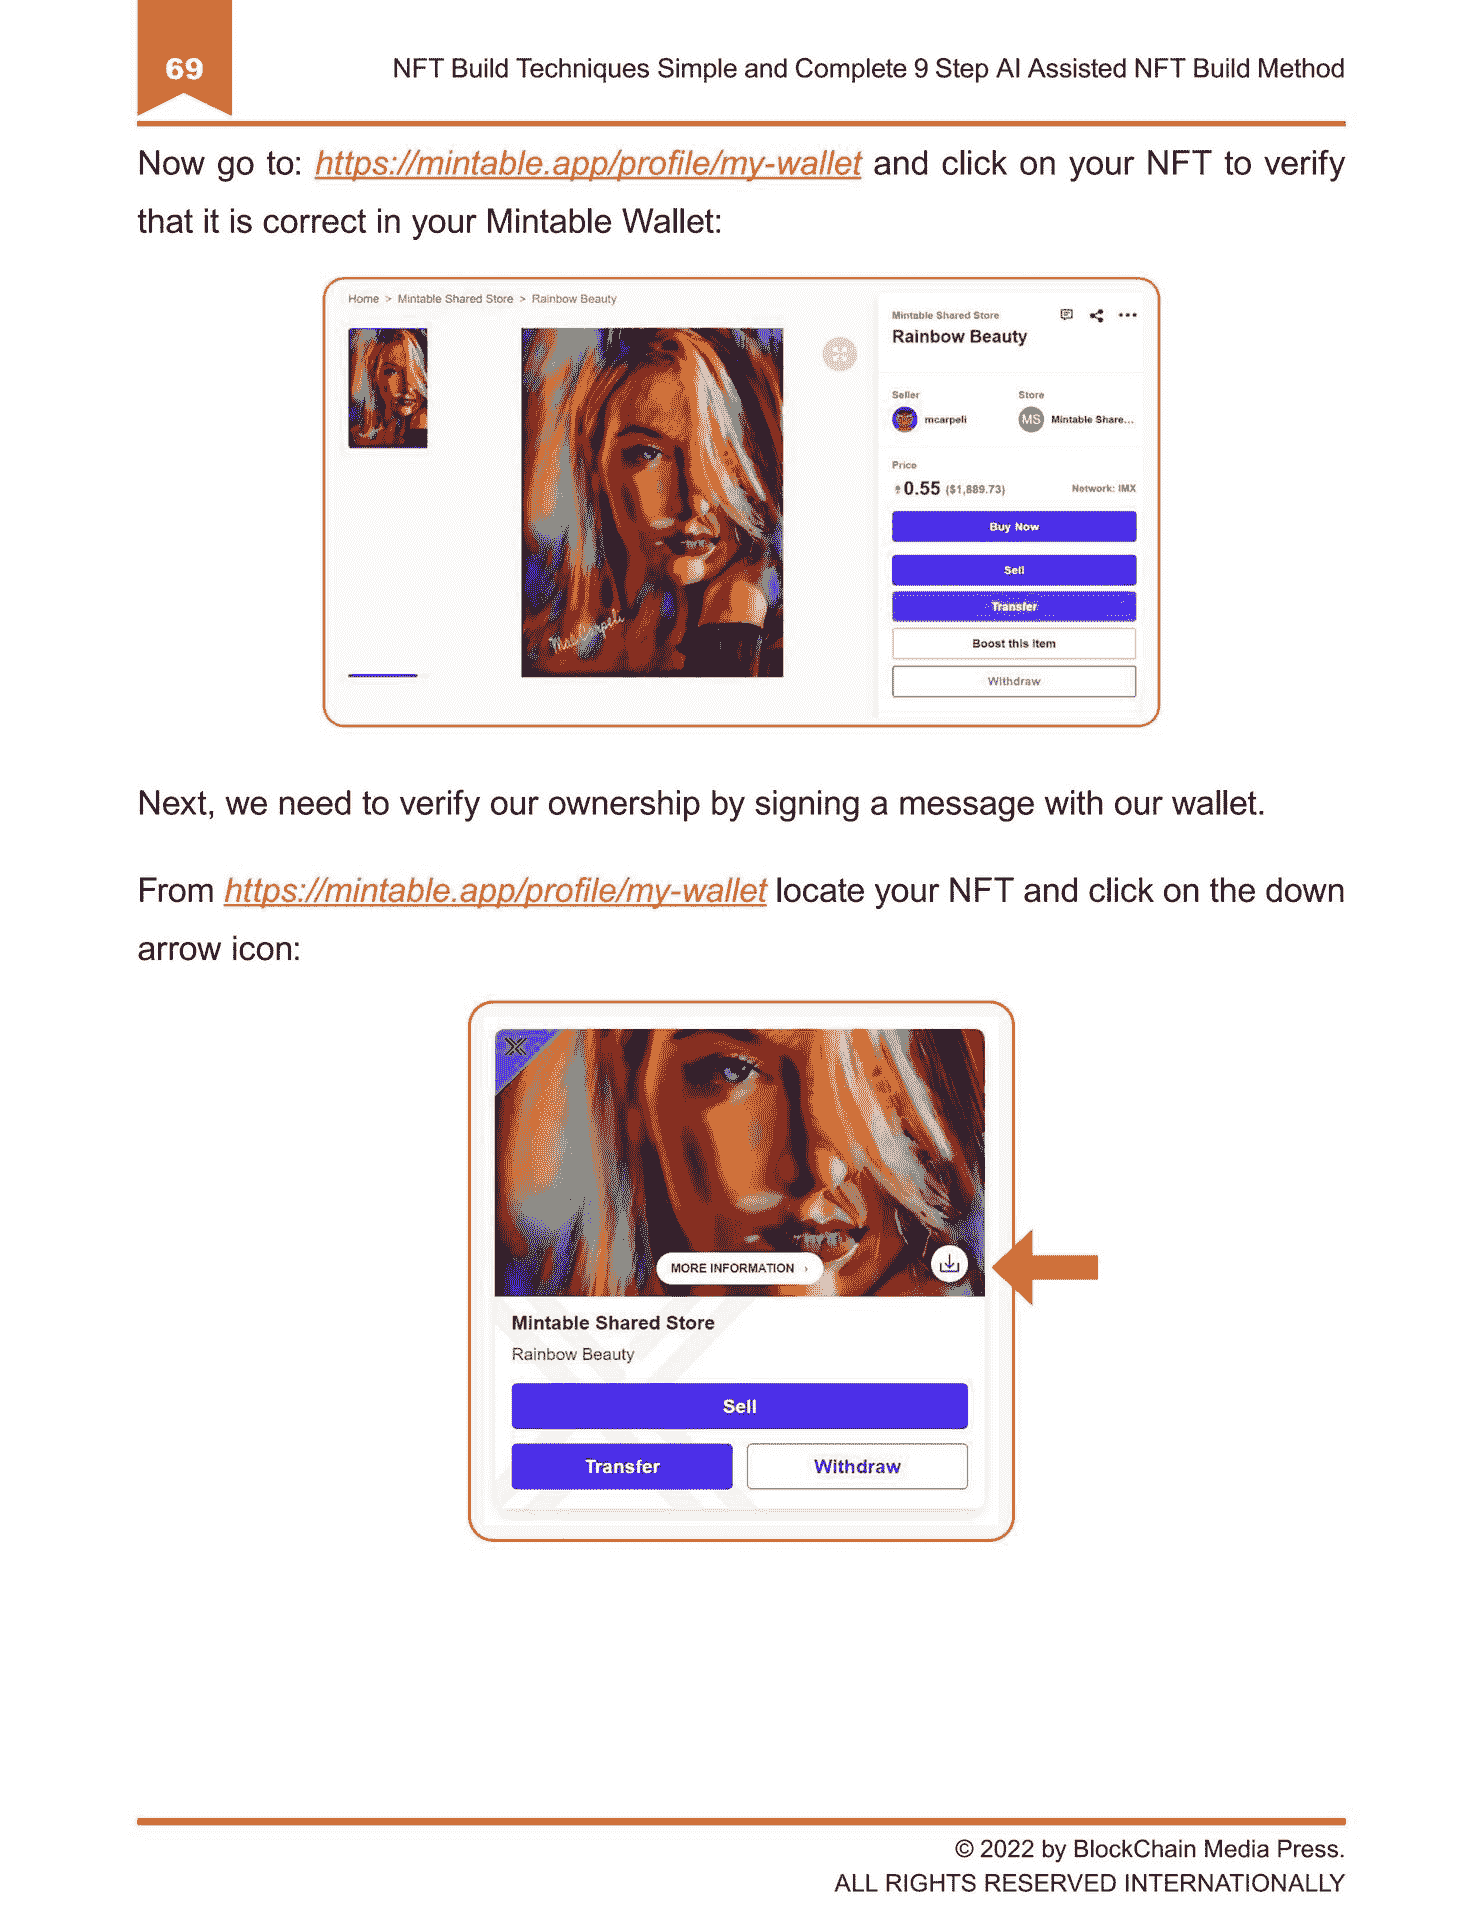 69
NFT Build Techniques Simple and Complete 9 Step AI Assisted NFT Build Method
Now go to: https://mintable.app/profile/my-wallet and click on your NFT to verify
that it is correct in your Mintable Wallet:
Home > Mintable Shared Store > Rainbow Beauty
Mintable Shared Store
Rainbow Beauty
Seller Store
mcarpeli MS Mintable Share...
Price
0.55 ($1,889.73) Network: IMX
Buy Now
Sell
Transfer
Boost this item
Withdraw
Next, we need to verify our ownership by signing a message with our wallet.
From https://mintable.app/profile/my-wallet locate your NFT and click on the down
arrow icon:
MORE INFORMATION ›
Mintable Shared Store
Rainbow Beauty
Sell
Transfer Withdraw
© 2022 by BlockChain Media Press.
ALL RIGHTS RESERVED INTERNATIONALLY